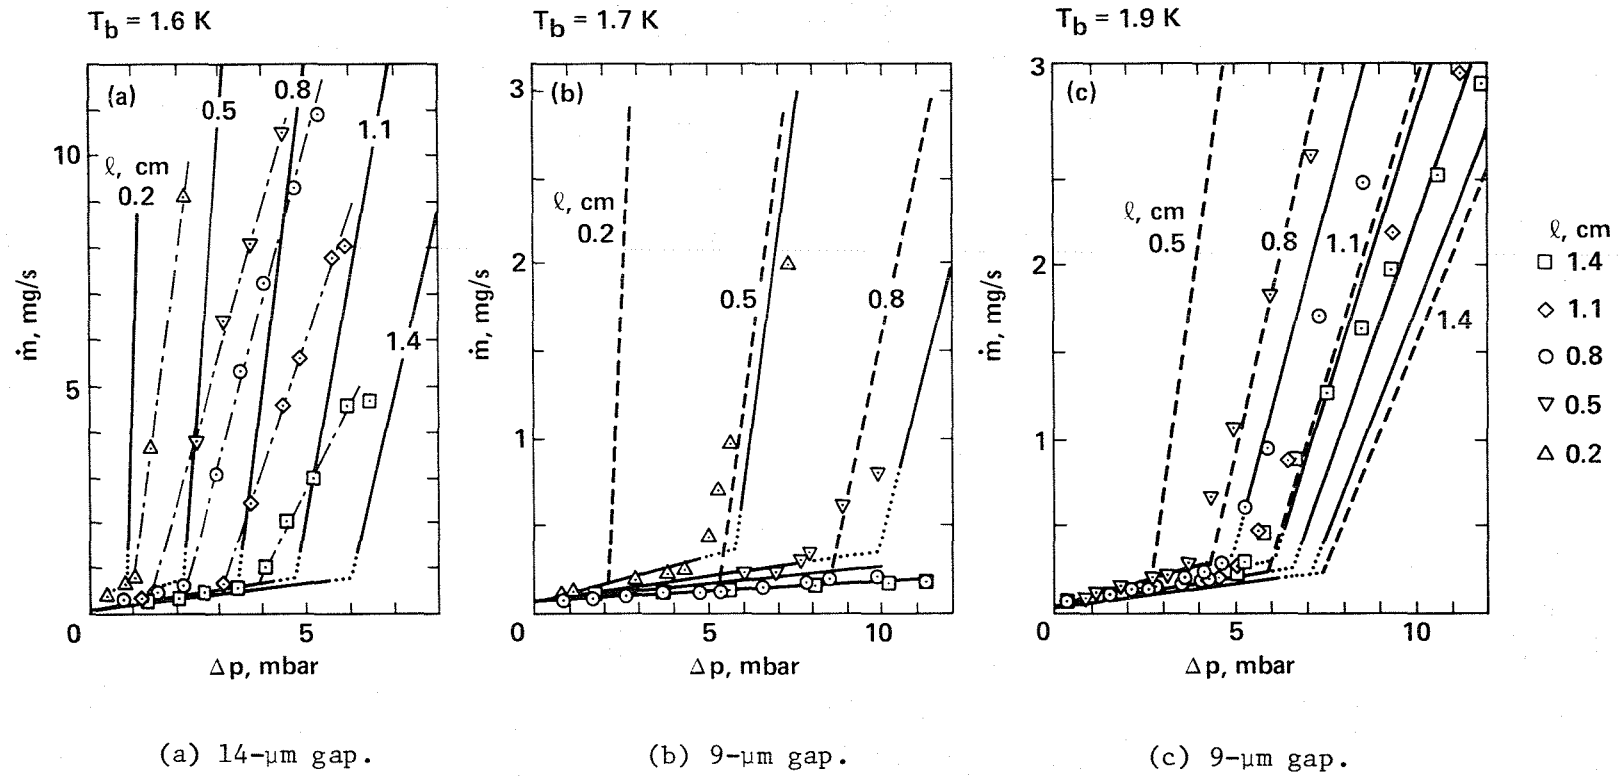 T_b = 1.6 K
(a)
ℓ, cm
0.2
0.5
0.8
1.1
1.4
10
5
0
5
ṁ, mg/s
Δp, mbar
(a) 14-μm gap.
T_b = 1.7 K
(b)
ℓ, cm
0.2
0.5
0.8
3
2
1
0
5
10
ṁ, mg/s
Δp, mbar
(b) 9-μm gap.
T_b = 1.9 K
(c)
ℓ, cm
0.5
0.8
1.1
1.4
3
2
1
0
5
10
ṁ, mg/s
Δp, mbar
(c) 9-μm gap.
ℓ, cm
1.4
1.1
0.8
0.5
0.2